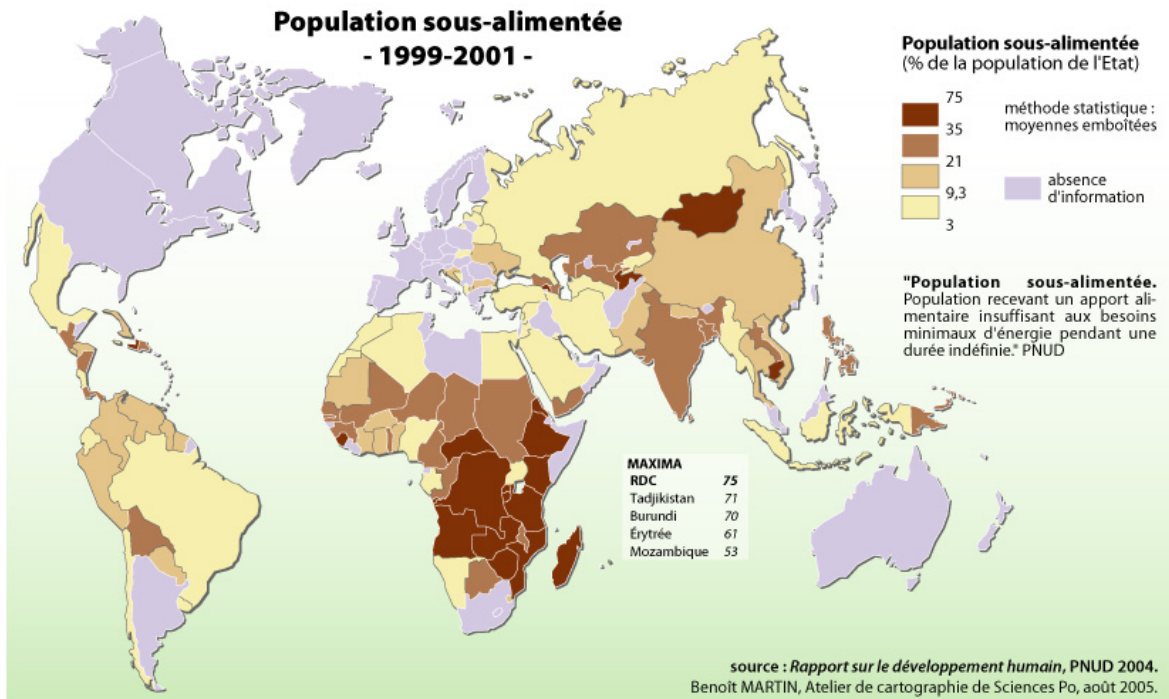 Population sous-alimentée
- 1999-2001 -
Population sous-alimentée
(% de la population de l'Etat)
75
35
21
9,3
3
méthode statistique :
moyennes emboîtées
absence
d'information
"Population sous-alimentée.
Population recevant un apport ali-
mentaire insuffisant aux besoins
minimaux d'énergie pendant une
durée indéfinie." PNUD
MAXIMA
RDC 75
Tadjikistan 71
Burundi 70
Érytrée 61
Mozambique 53
source : Rapport sur le développement humain, PNUD 2004.
Benoît MARTIN, Atelier de cartographie de Sciences Po, août 2005.